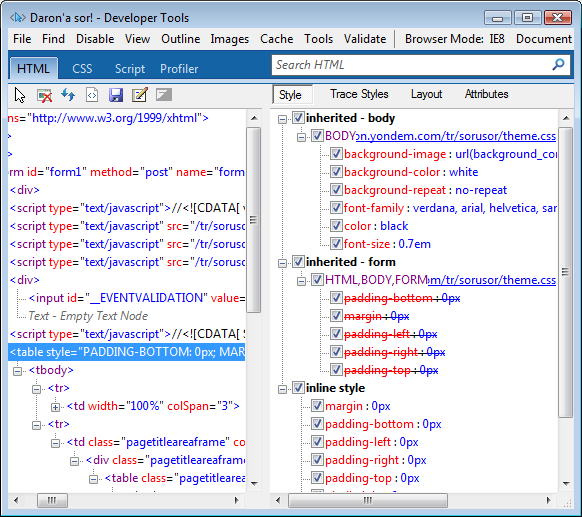 Daron'a sor! - Developer Tools
File Find Disable View Outline Images Cache Tools Validate Browser Mode: IE8 Document
HTML CSS Script Profiler Search HTML
Style Trace Styles Layout Attributes
ns="http://www.w3.org/1999/xhtml">
>
>
orm id="form1" method="post" name="form
<div>
<script type="text/javascript">//<![CDATA[ v
<script type="text/javascript" src="/tr/sorusor
<script type="text/javascript" src="/tr/sorusor
<script type="text/javascript" src="/tr/sorusor
<div>
<input id="__EVENTVALIDATION" value=
Text - Empty Text Node
<script type="text/javascript">//<![CDATA[ S
<table style="PADDING-BOTTOM: 0px; MAR
<tbody>
<tr>
<td width="100%" colSpan="3">
<tr>
<td class="pagetitleareaframe" co
<div class="pagetitleareaframe
<table class="pagetitlearea
inherited - body
BODY on.yondem.com/tr/sorusor/theme.css
background-image : url(background_co
background-color : white
background-repeat : no-repeat
font-family : verdana, arial, helvetica, san
color : black
font-size : 0.7em
inherited - form
HTML,BODY,FORM m/tr/sorusor/theme.css
padding-bottom : 0px
margin : 0px
padding-left : 0px
padding-right : 0px
padding-top : 0px
inline style
margin : 0px
padding-bottom : 0px
padding-left : 0px
padding-right : 0px
padding-top : 0px